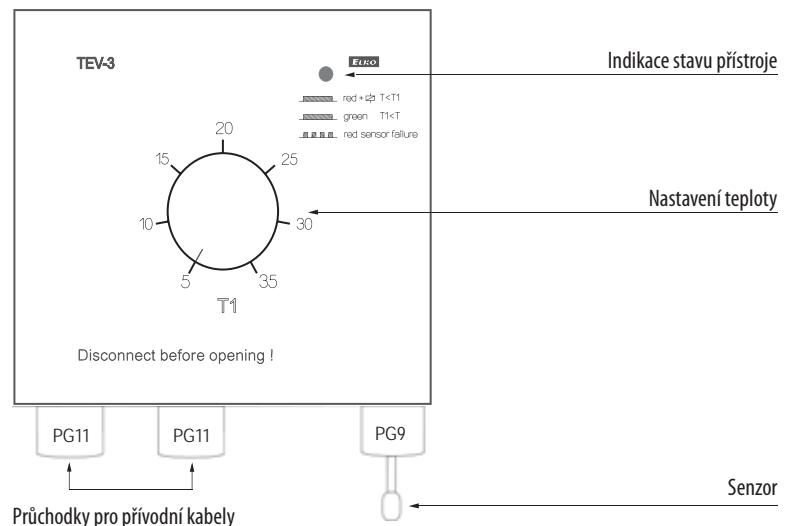 TEV-3
ELKO
Indikace stavu přístroje
red + T<T1
green T1<T
red sensor failure
20
15
25
10
30
5
35
T1
Nastavení teploty
Disconnect before opening !
PG11
PG11
PG9
Senzor
Průchodky pro přívodní kabely